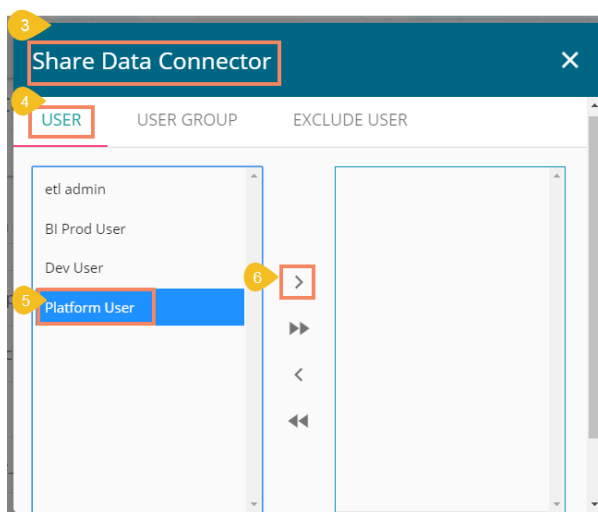 3
Share Data Connector
4
USER USER GROUP EXCLUDE USER
etl admin
BI Prod User
Dev User
6
5
Platform User